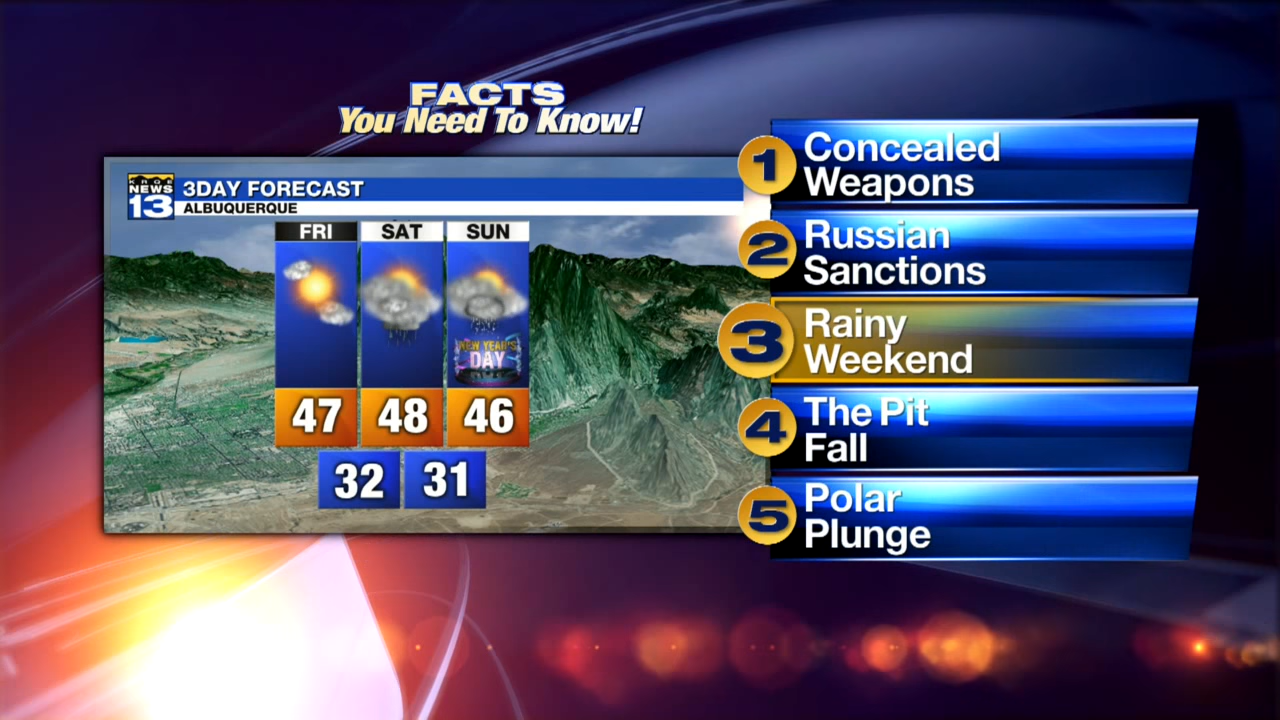 FACTS
You Need To Know!
KRQE
NEWS
13
3DAY FORECAST
ALBUQUERQUE
FRI SAT SUN
NEW YEAR'S
DAY
47 48 46
32 31
1 Concealed
Weapons
2 Russian
Sanctions
3 Rainy
Weekend
4 The Pit
Fall
5 Polar
Plunge